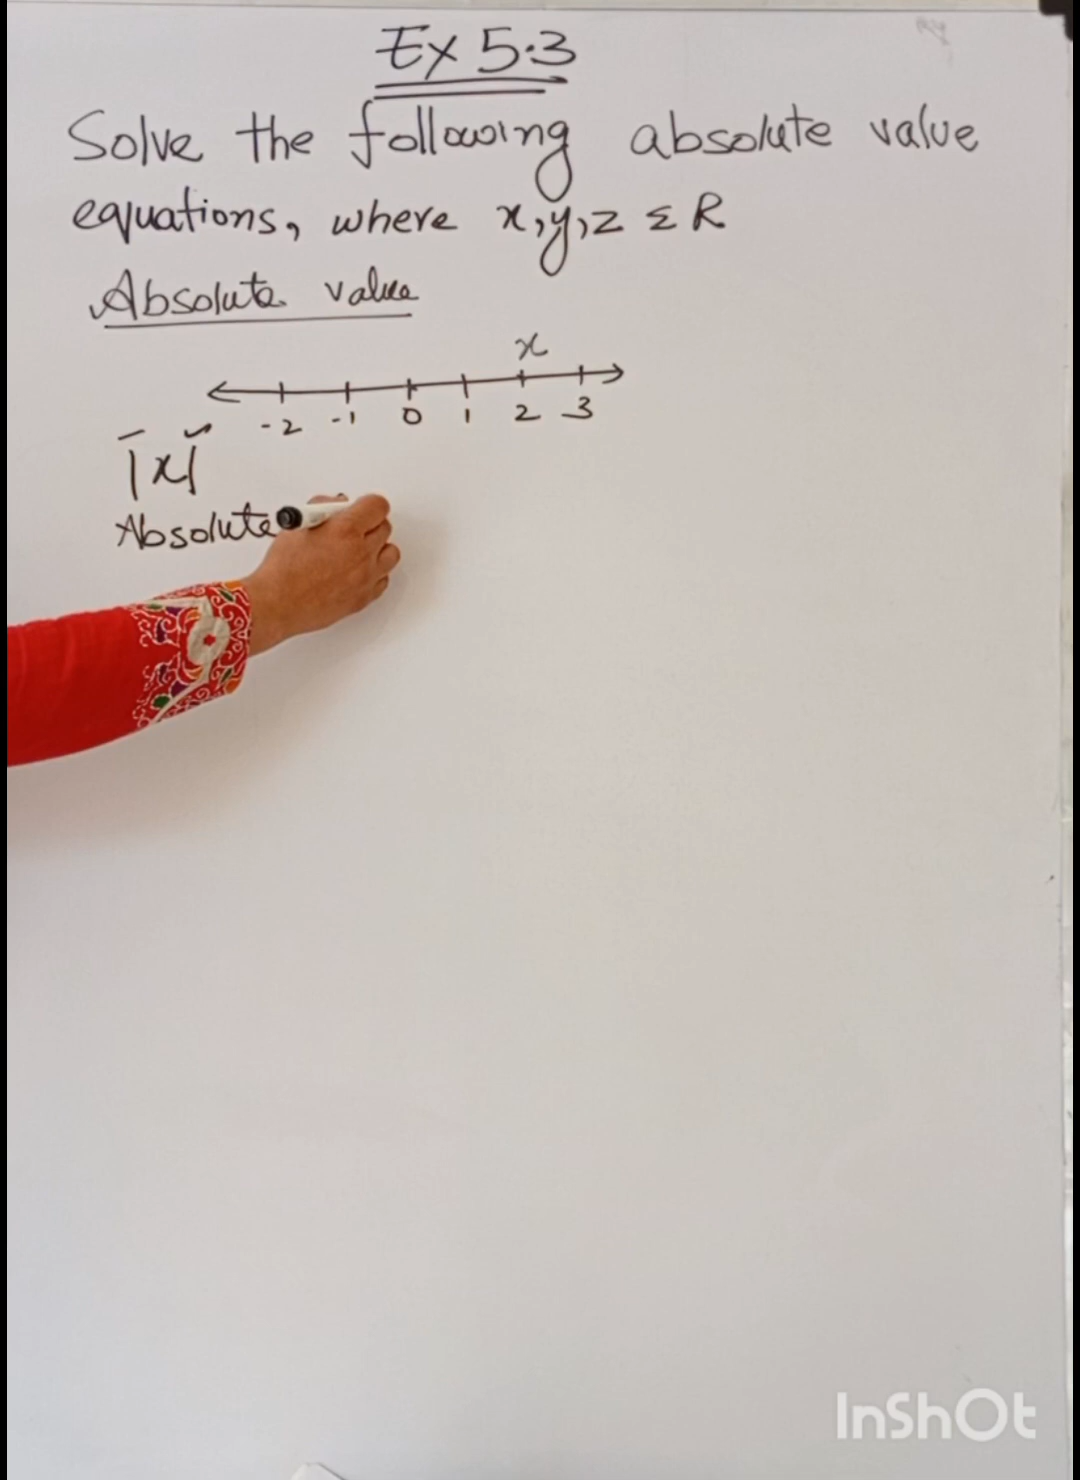 Ex 5.3
Solve the following absolute value
equations, where x,y,z ∈ R
Absolute value
x
-2 -1 0 1 2 3
|x|
Absolute
InShOt